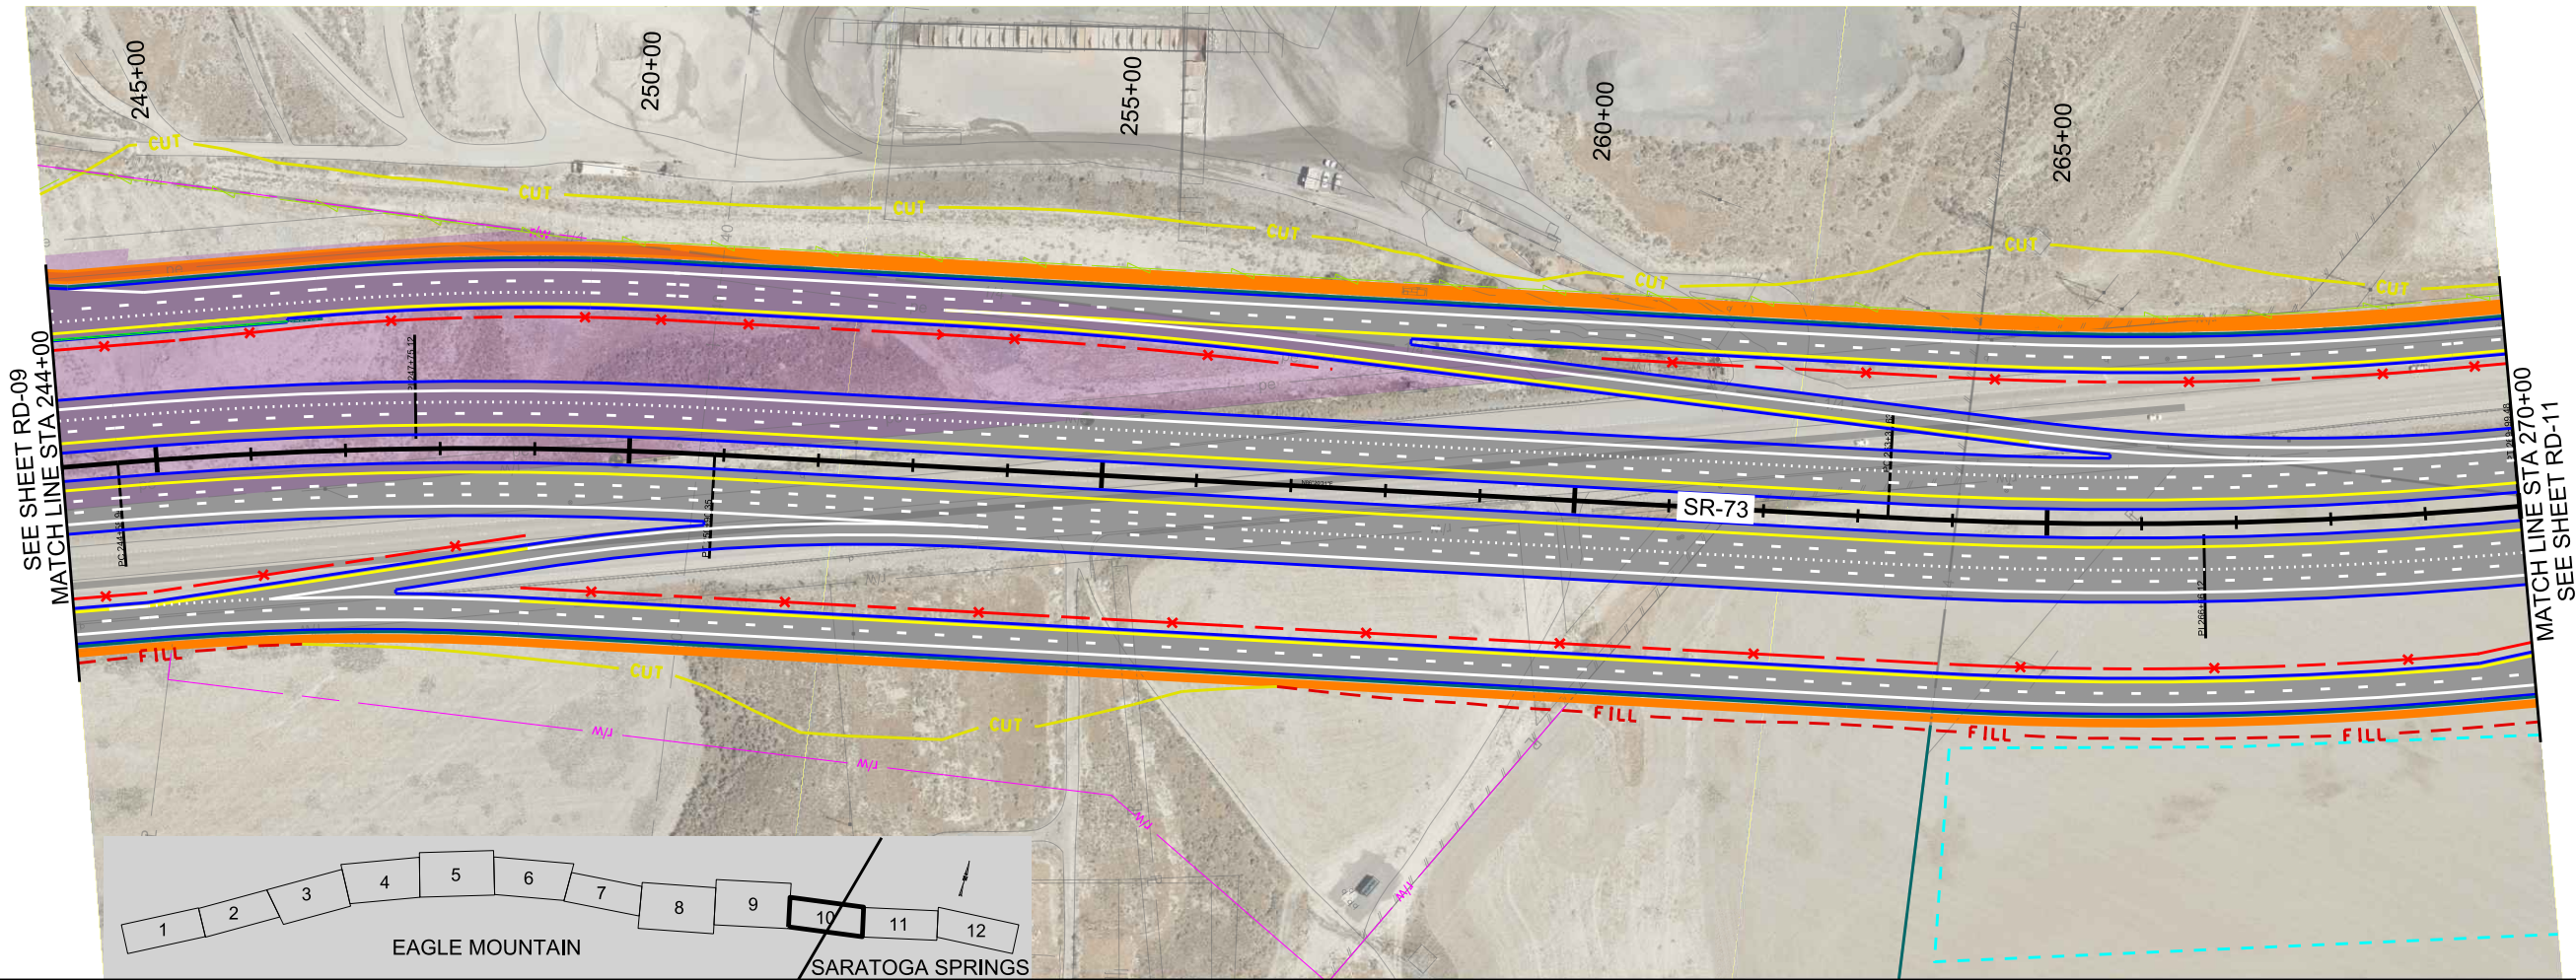 245+00
250+00
255+00
260+00
265+00
CUT
CUT
CUT
CUT
CUT
CUT
CUT
r/w
40
SEE SHEET RD-09
MATCH LINE STA 244+00
SR-73
MATCH LINE STA 270+00
SEE SHEET RD-11
FILL
CUT
CUT
FILL
FILL
FILL
r/w
r/w
r/w
r/w
1
2
3
4
5
6
7
8
9
10
11
12
EAGLE MOUNTAIN
SARATOGA SPRINGS